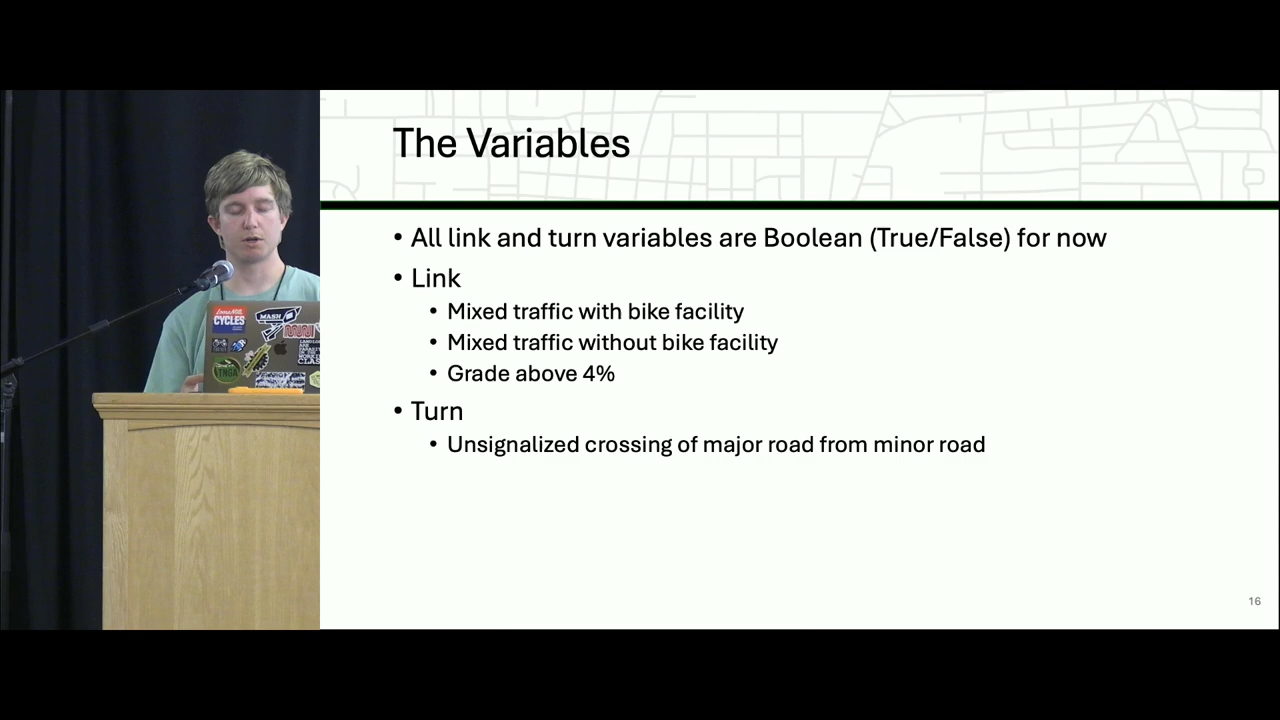 The Variables
• All link and turn variables are Boolean (True/False) for now
• Link
• Mixed traffic with bike facility
• Mixed traffic without bike facility
• Grade above 4%
• Turn
• Unsignalized crossing of major road from minor road
16
CYCLES
MASH